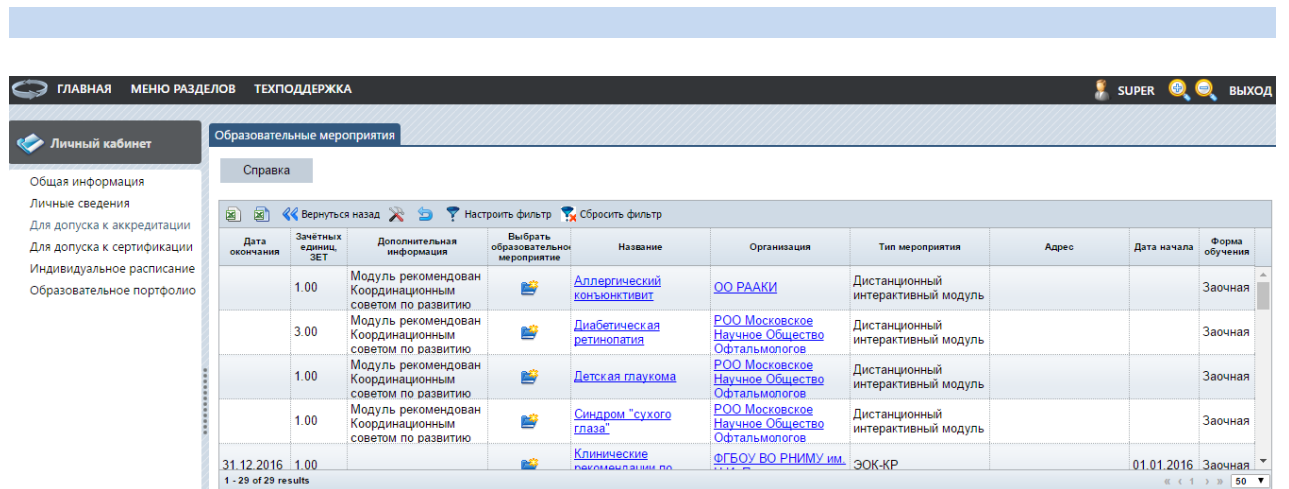 ГЛАВНАЯ МЕНЮ РАЗДЕЛОВ ТЕХПОДДЕРЖКА SUPER ВЫХОД
Личный кабинет
Общая информация
Личные сведения
Для допуска к аккредитации
Для допуска к сертификации
Индивидуальное расписание
Образовательное портфолио
Образовательные мероприятия
Справка
Вернуться назад Настроить фильтр Сбросить фильтр
Дата окончания
Зачётных единиц, ЗЕТ
Дополнительная информация
Выбрать образовательно мероприятие
Название
Организация
Тип мероприятия
Адрес
Дата начала
Форма обучения
1.00
Модуль рекомендован
Координационным
советом по развитию
Аллергический
конъюнктивит
ОО РААКИ
Дистанционный
интерактивный модуль
Заочная
3.00
Модуль рекомендован
Координационным
советом по развитию
Диабетическая
ретинопатия
РОО Московское
Научное Общество
Офтальмологов
Дистанционный
интерактивный модуль
Заочная
1.00
Модуль рекомендован
Координационным
советом по развитию
Детская глаукома
РОО Московское
Научное Общество
Офтальмологов
Дистанционный
интерактивный модуль
Заочная
1.00
Модуль рекомендован
Координационным
советом по развитию
Синдром "сухого
глаза"
РОО Московское
Научное Общество
Офтальмологов
Дистанционный
интерактивный модуль
Заочная
31.12.2016 1.00
Клинические
рекомендации по
ФГБОУ ВО РНИМУ им.
ЭОК-КР
01.01.2016 Заочная
1 - 29 of 29 results
1 50